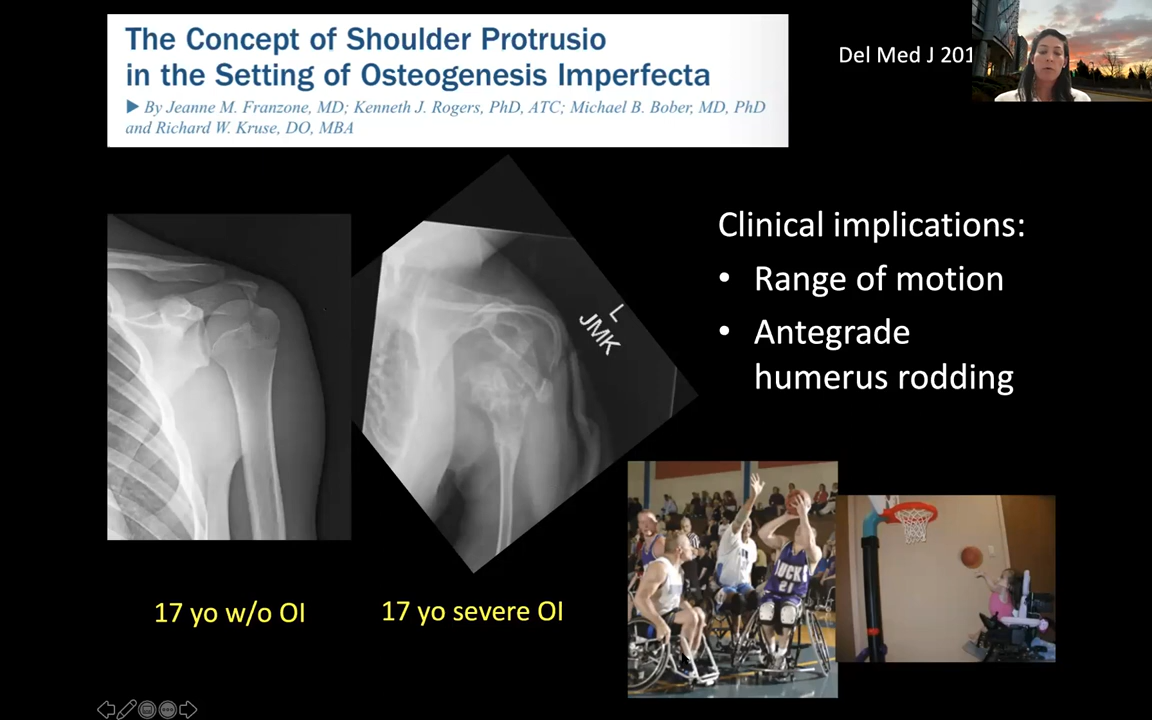 The Concept of Shoulder Protrusio
in the Setting of Osteogenesis Imperfecta
▶ By Jeanne M. Franzone, MD; Kenneth J. Rogers, PhD, ATC; Michael B. Bober, MD, PhD
and Richard W. Kruse, DO, MBA
Del Med J 201
Clinical implications:
• Range of motion
• Antegrade
humerus rodding
L
JMK
BUCKS
21
17 yo w/o OI
17 yo severe OI